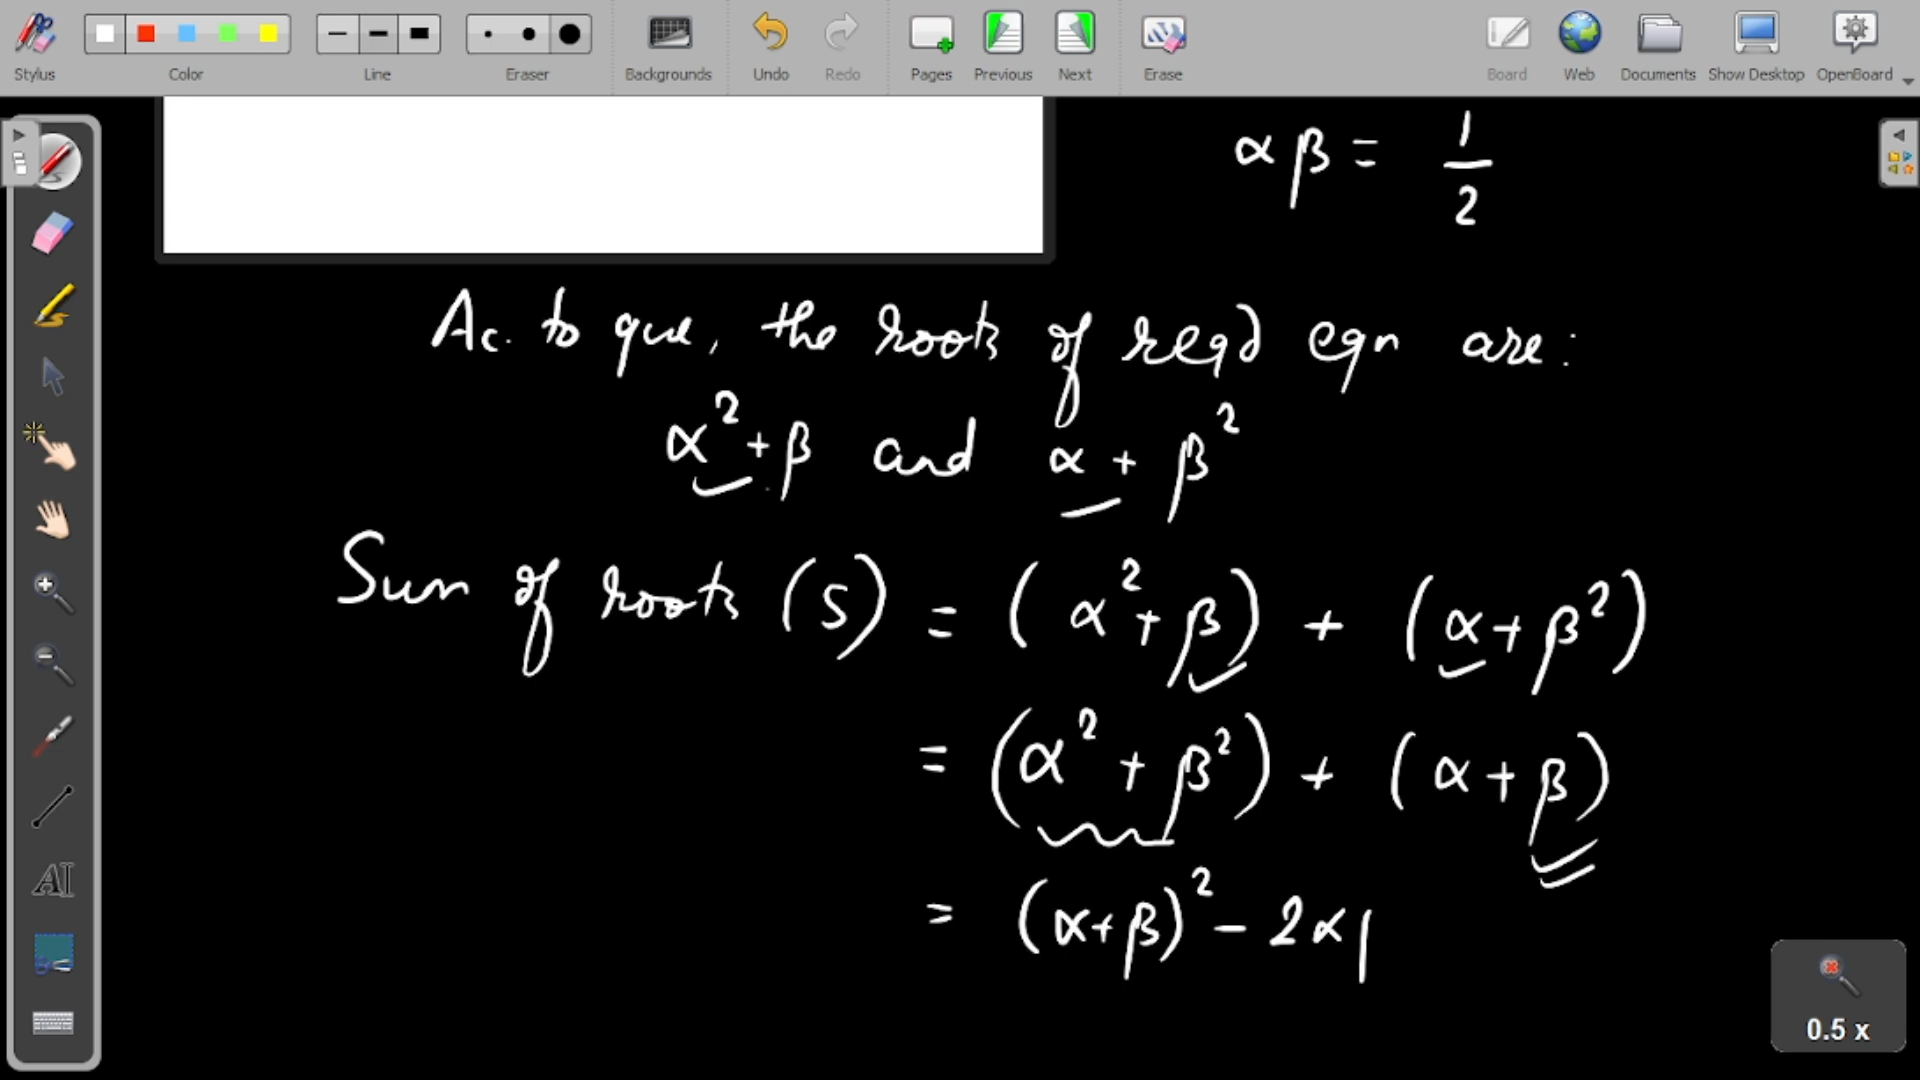 Stylus Color Line Eraser Backgrounds Undo Redo Pages Previous Next Erase Board Web Documents Show Desktop OpenBoard
αβ = 1/2
Ac. to que, the roots of reqd eqn are:
α² + β and α + β²
Sum of roots (S) = (α² + β) + (α + β²)
= (α² + β²) + (α + β)
= (α+β)² - 2α
AI
0.5 x